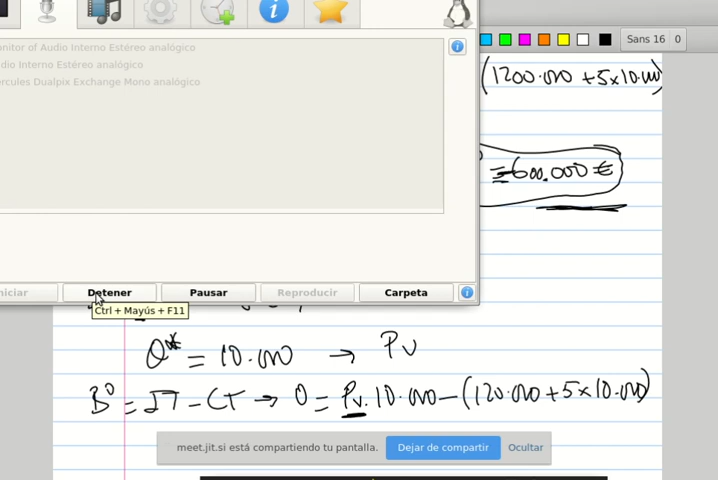 nitor of Audio Interno Estéreo analógico
dio Interno Estéreo analógico
rcules Dualpix Exchange Mono analógico
Sans 16 0
(1200.000 + 5x10.000)
= -600.000 €
niciar Detener Pausar Reproducir Carpeta
Ctrl + Mayús + F11
Q* = 10.000 → Pv
B⁰ = IT - CT → 0 = Pv. 10.000 - (120.000 + 5x10.000)
meet.jit.si está compartiendo tu pantalla. Dejar de compartir Ocultar